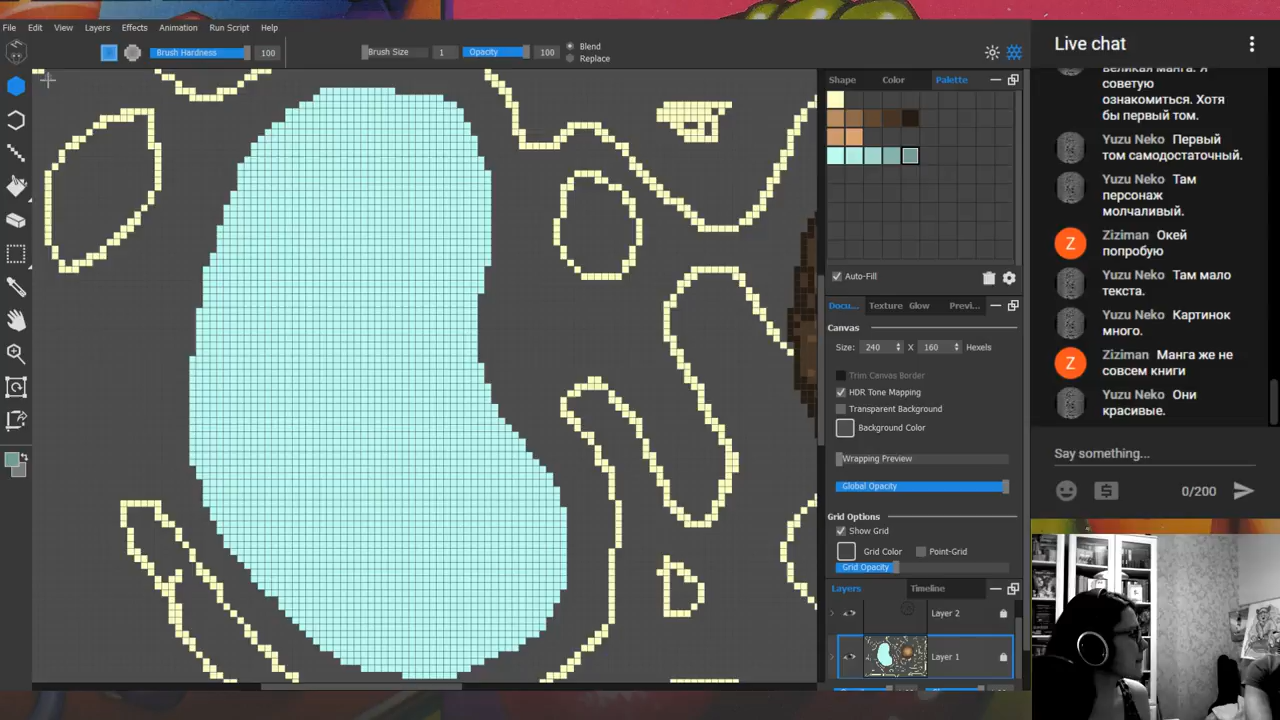 File Edit View Layers Effects Animation Run Script Help
Live chat
Brush Hardness 100 Brush Size 1 Opacity 100 Blend
Replace
Shape Color Palette
Auto-Fill
Docu... Texture Glow Previ...
Canvas
Size: 240 X 160 Hexels
Trim Canvas Border
HDR Tone Mapping
Transparent Background
Background Color
Wrapping Preview
Global Opacity
Grid Options
Show Grid
Grid Color Point-Grid
Grid Opacity
Layers Timeline
Layer 2
Layer 1
великая манга. Я
советую
ознакомиться. Хотя
бы первый том.
Yuzu Neko Первый
том самодостаточный.
Yuzu Neko Там
персонаж
молчаливый.
Z Ziziman Окей
попробую
Yuzu Neko Там мало
текста.
Yuzu Neko Картинок
много.
Z Ziziman Манга же не
совсем книги
Yuzu Neko Они
красивые.
Say something...
0/200